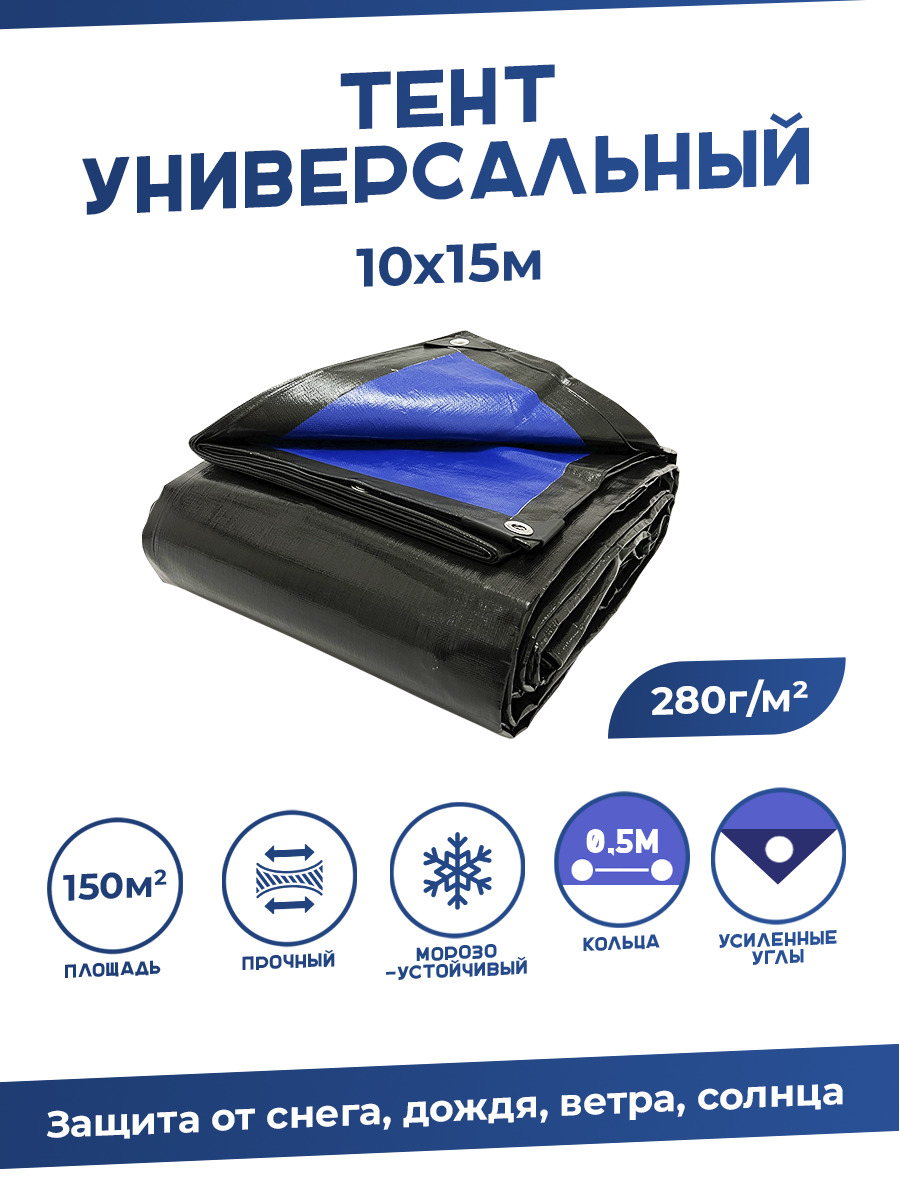 ТЕНТ
УНИВЕРСАЛЬНЫЙ
10х15м
280г/м²
150м²
ПЛОЩАДЬ
ПРОЧНЫЙ
МОРОЗО
-УСТОЙЧИВЫЙ
0,5М
КОЛЬЦА
УСИЛЕННЫЕ
УГЛЫ
Защита от снега, дождя, ветра, солнца